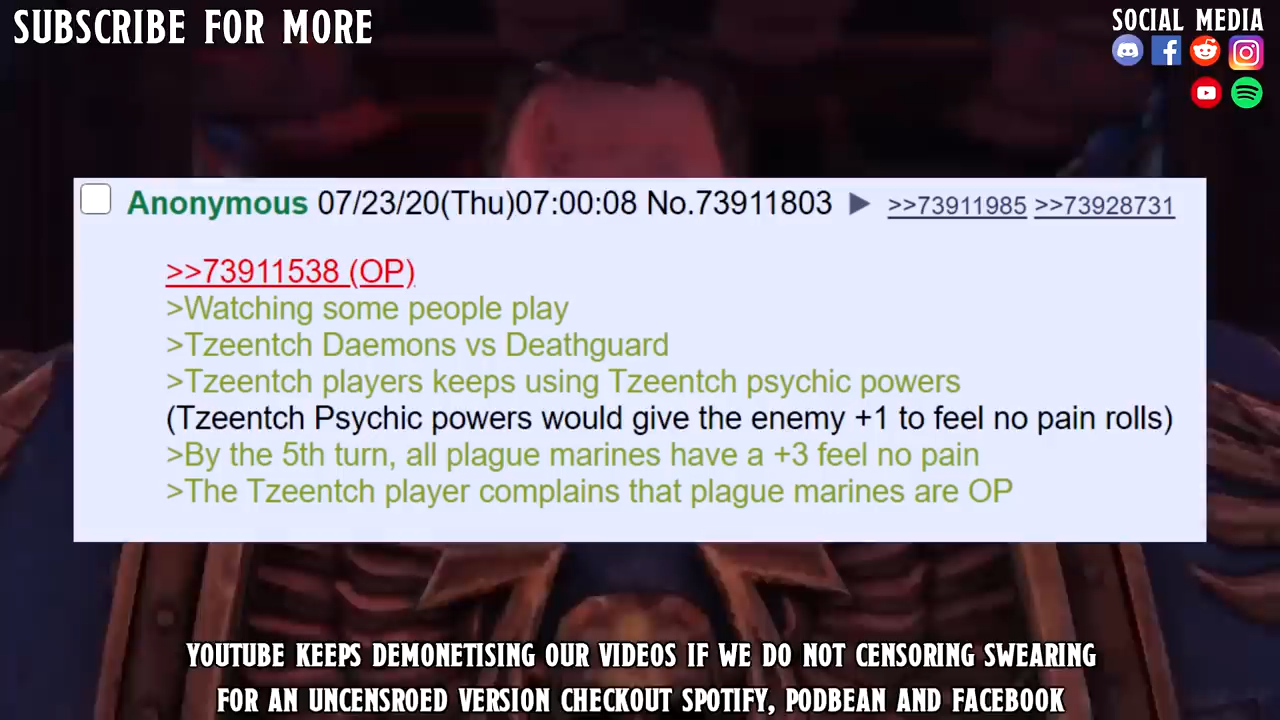 SUBSCRIBE FOR MORE
SOCIAL MEDIA
Anonymous 07/23/20(Thu)07:00:08 No.73911803 ▶ >>73911985 >>73928731
>>73911538 (OP)
>Watching some people play
>Tzeentch Daemons vs Deathguard
>Tzeentch players keeps using Tzeentch psychic powers
(Tzeentch Psychic powers would give the enemy +1 to feel no pain rolls)
>By the 5th turn, all plague marines have a +3 feel no pain
>The Tzeentch player complains that plague marines are OP
YOUTUBE KEEPS DEMONETISING OUR VIDEOS IF WE DO NOT CENSORING SWEARING
FOR AN UNCENSROED VERSION CHECKOUT SPOTIFY, PODBEAN AND FACEBOOK